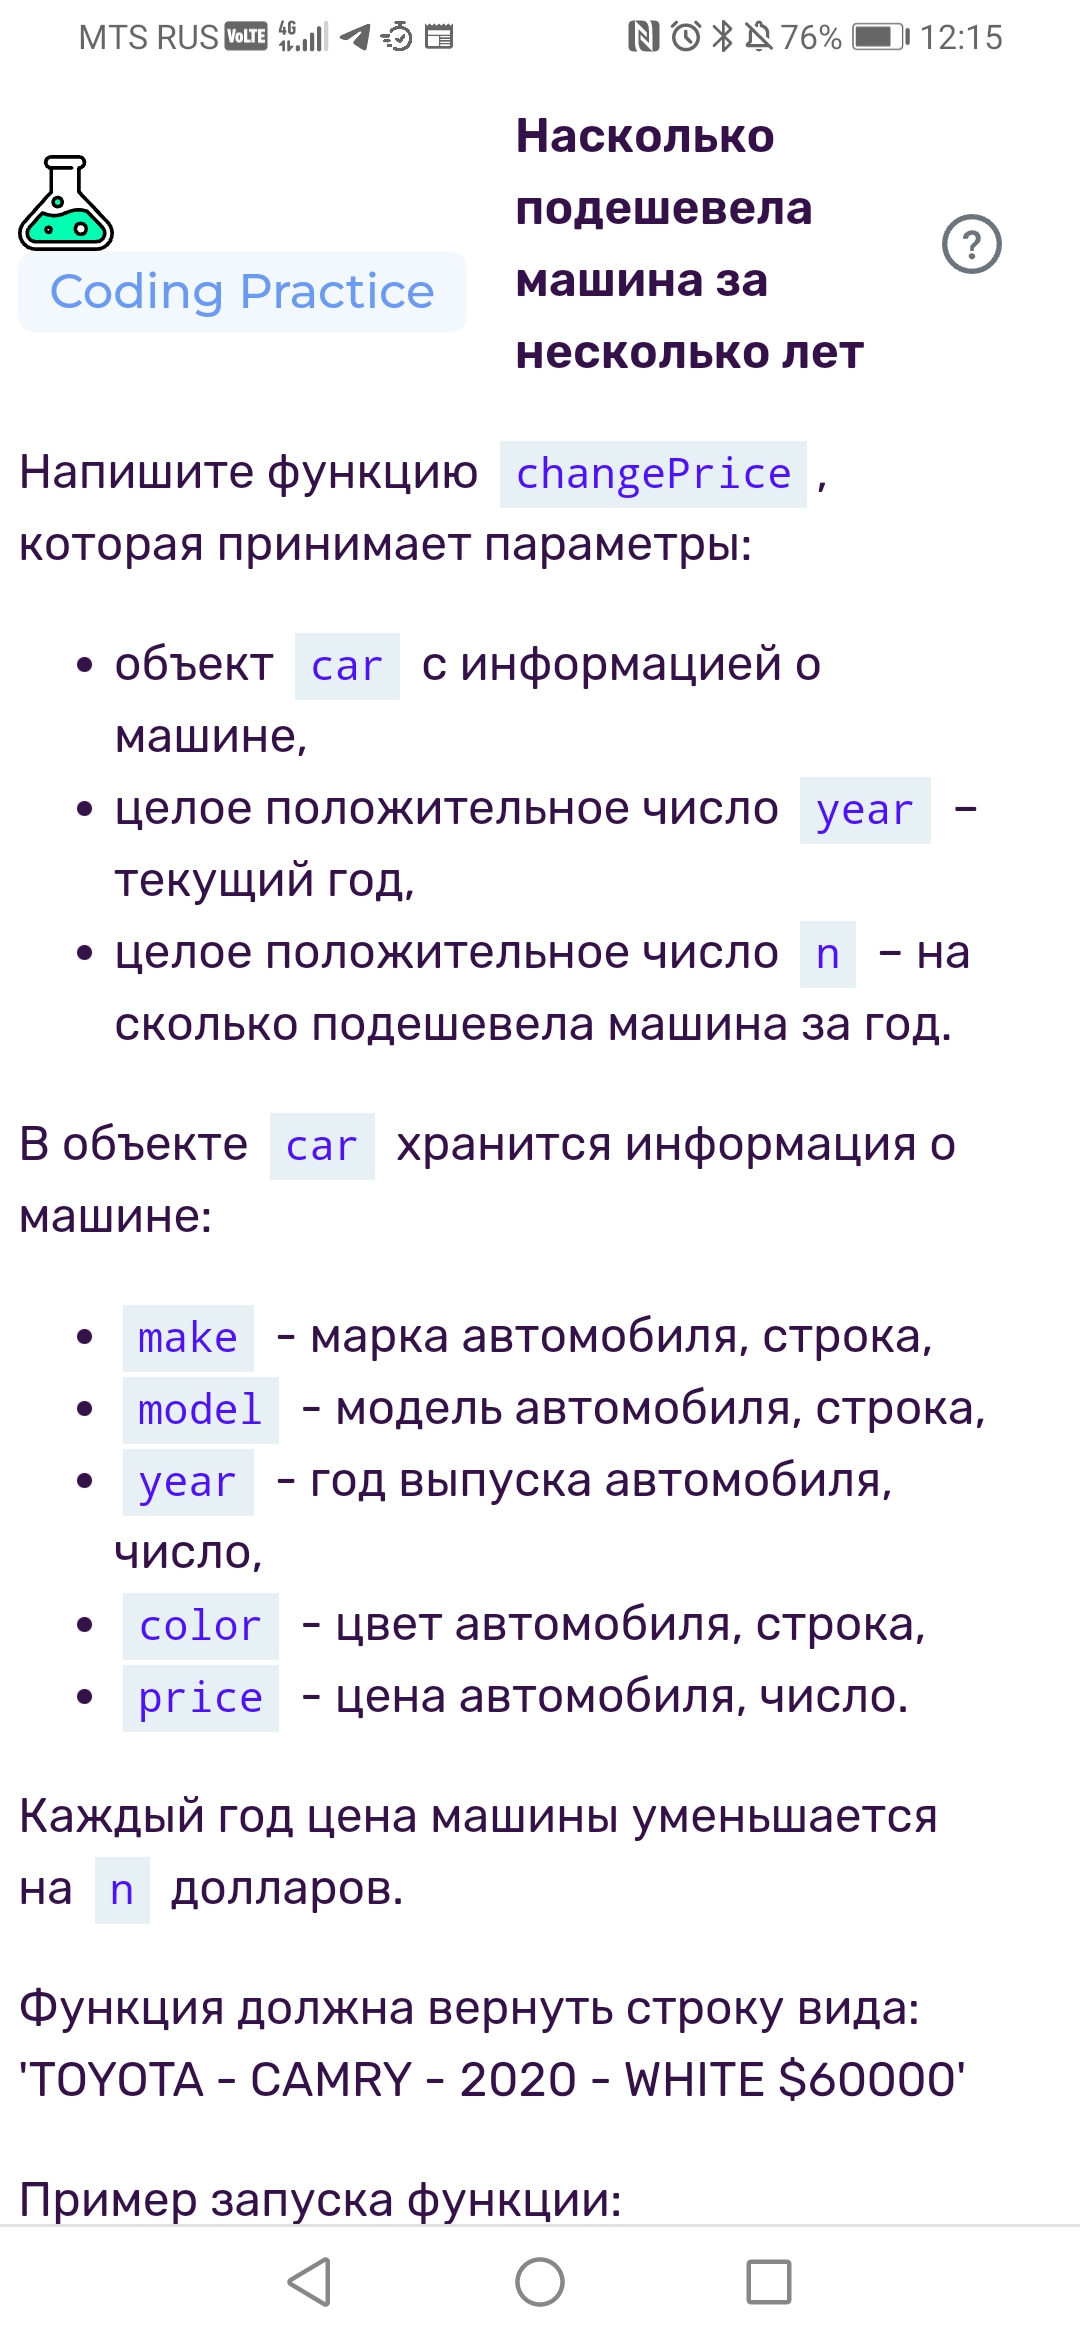 MTS RUS VoLTE 4G 76% 12:15
Насколько
подешевела
машина за
несколько лет
?
Coding Practice
Напишите функцию changePrice ,
которая принимает параметры:
• объект car с информацией о
машине,
• целое положительное число year –
текущий год,
• целое положительное число n – на
сколько подешевела машина за год.
В объекте car хранится информация о
машине:
• make - марка автомобиля, строка,
• model - модель автомобиля, строка,
• year - год выпуска автомобиля,
число,
• color - цвет автомобиля, строка,
• price - цена автомобиля, число.
Каждый год цена машины уменьшается
на n долларов.
Функция должна вернуть строку вида:
'TOYOTA - CAMRY - 2020 - WHITE $60000'
Пример запуска функции: